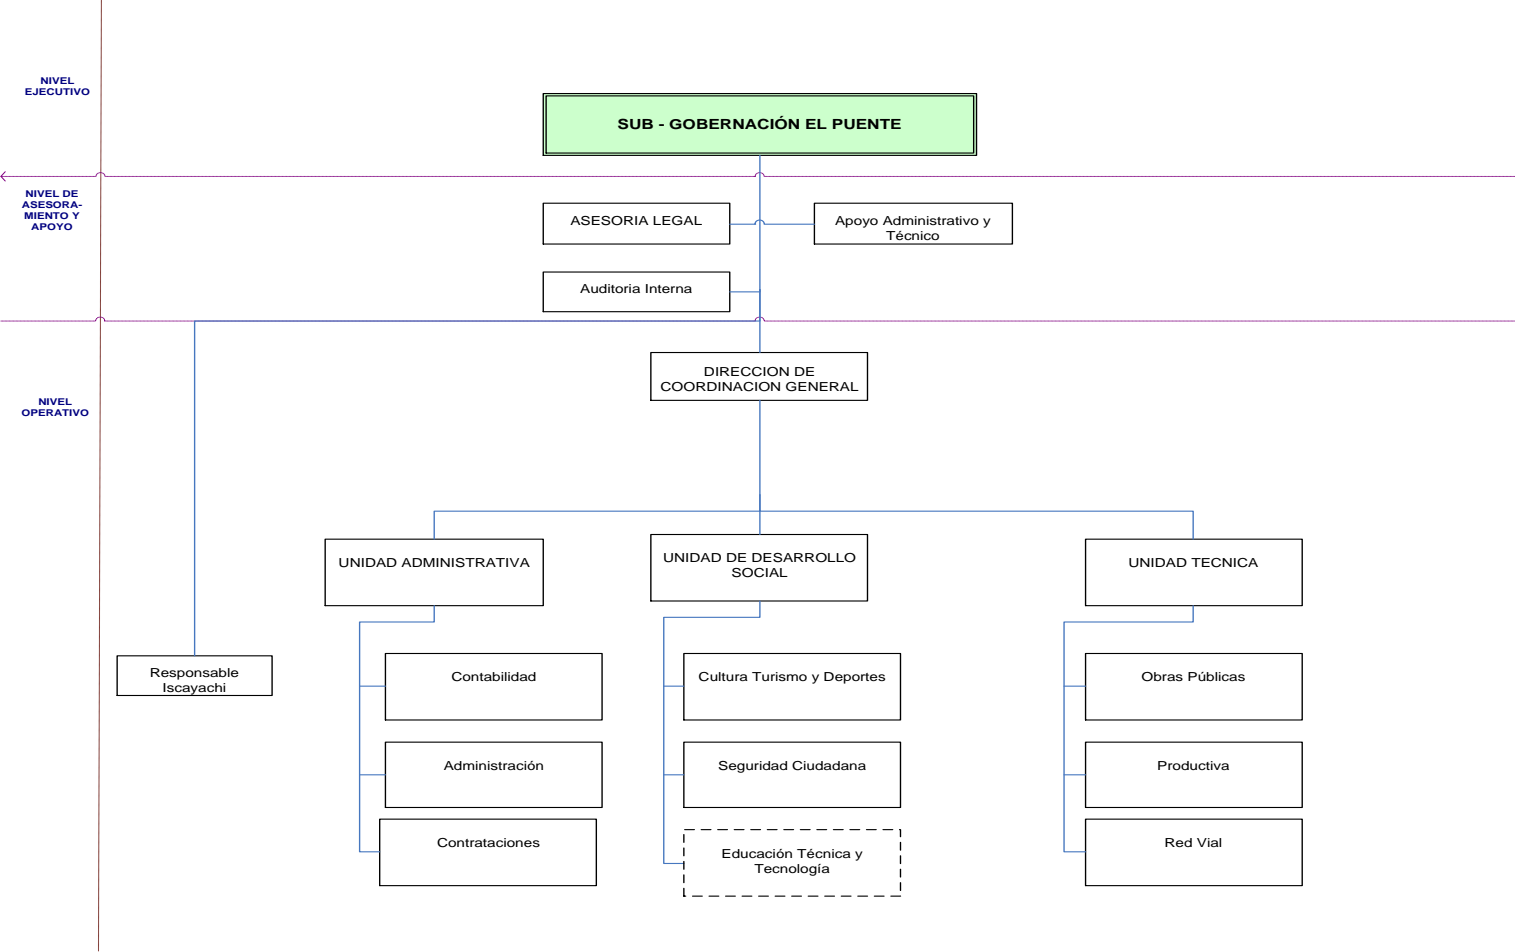 NIVEL
EJECUTIVO
SUB - GOBERNACIÓN EL PUENTE
NIVEL DE
ASESORA-
MIENTO Y
APOYO
ASESORIA LEGAL
Apoyo Administrativo y
Técnico
Auditoria Interna
DIRECCION DE
COORDINACION GENERAL
NIVEL
OPERATIVO
UNIDAD ADMINISTRATIVA
UNIDAD DE DESARROLLO
SOCIAL
UNIDAD TECNICA
Responsable
Iscayachi
Contabilidad
Cultura Turismo y Deportes
Obras Públicas
Administración
Seguridad Ciudadana
Productiva
Contrataciones
Educación Técnica y
Tecnología
Red Vial